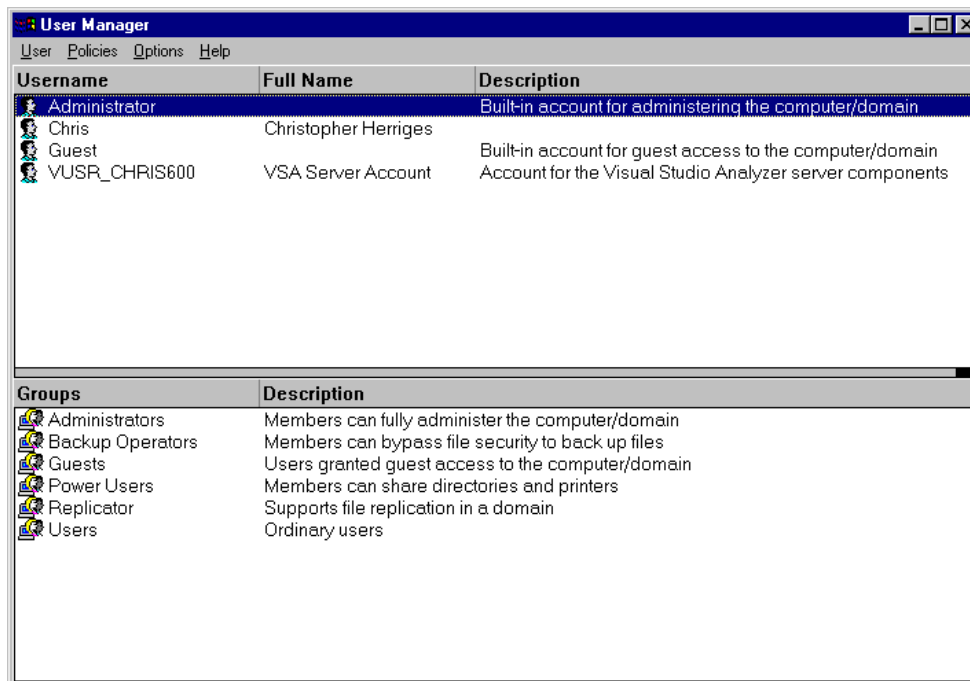 User Manager
User Policies Options Help
Username Full Name Description
Administrator Built-in account for administering the computer/domain
Chris Christopher Herriges
Guest Built-in account for guest access to the computer/domain
VUSR_CHRIS600 VSA Server Account Account for the Visual Studio Analyzer server components
Groups Description
Administrators Members can fully administer the computer/domain
Backup Operators Members can bypass file security to back up files
Guests Users granted guest access to the computer/domain
Power Users Members can share directories and printers
Replicator Supports file replication in a domain
Users Ordinary users